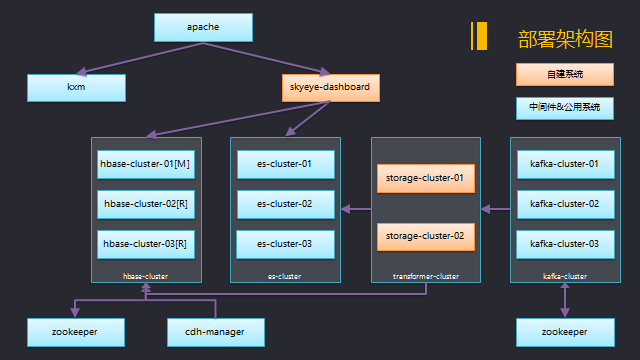 apache
部署架构图
自建系统
kxm
skyeye-dashboard
中间件&公用系统
hbase-cluster-01[M]
es-cluster-01
storage-cluster-01
kafka-cluster-01
hbase-cluster-02[R]
es-cluster-02
storage-cluster-02
kafka-cluster-02
hbase-cluster-03[R]
es-cluster-03
kafka-cluster-03
hbase-cluster
es-cluster
transformer-cluster
kafka-cluster
zookeeper
cdh-manager
zookeeper